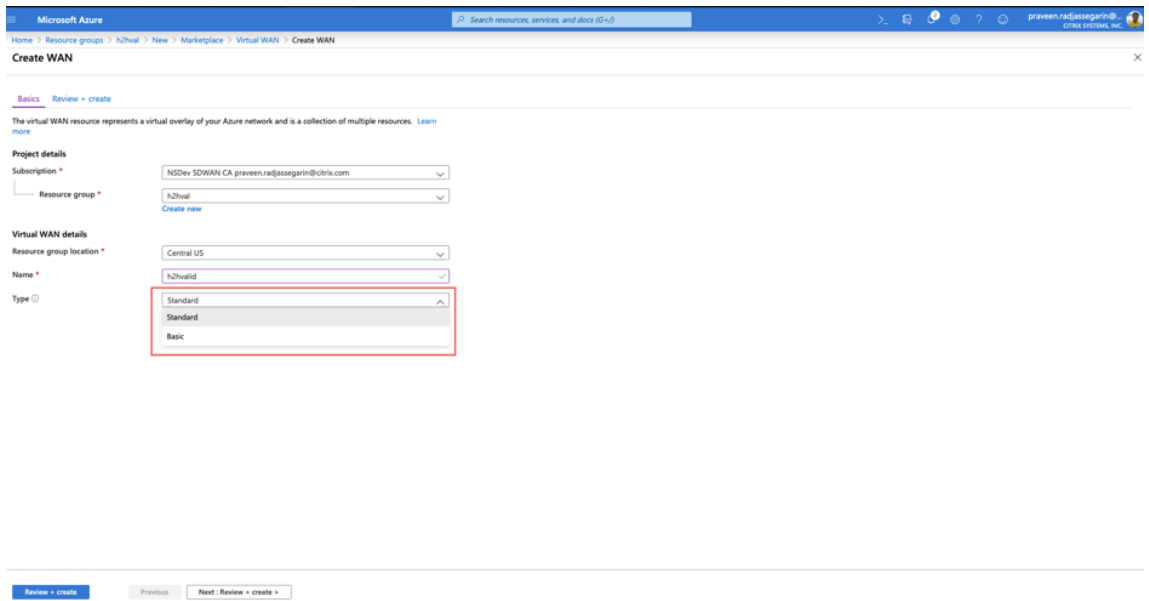 Microsoft Azure
Search resources, services, and docs (G+/)
2
praveen.radjassegarin@...
CITRIX SYSTEMS, INC.
Home > Resource groups > h2hval > New > Marketplace > Virtual WAN > Create WAN
Create WAN
Basics Review + create
The virtual WAN resource represents a virtual overlay of your Azure network and is a collection of multiple resources. Learn
more
Project details
Subscription *
NSDev SDWAN CA praveen.radjassegarin@citrix.com
Resource group *
h2hval
Create new
Virtual WAN details
Resource group location *
Central US
Name *
h2hvalid
Type
Standard
Standard
Basic
Review + create
Previous
Next : Review + create >